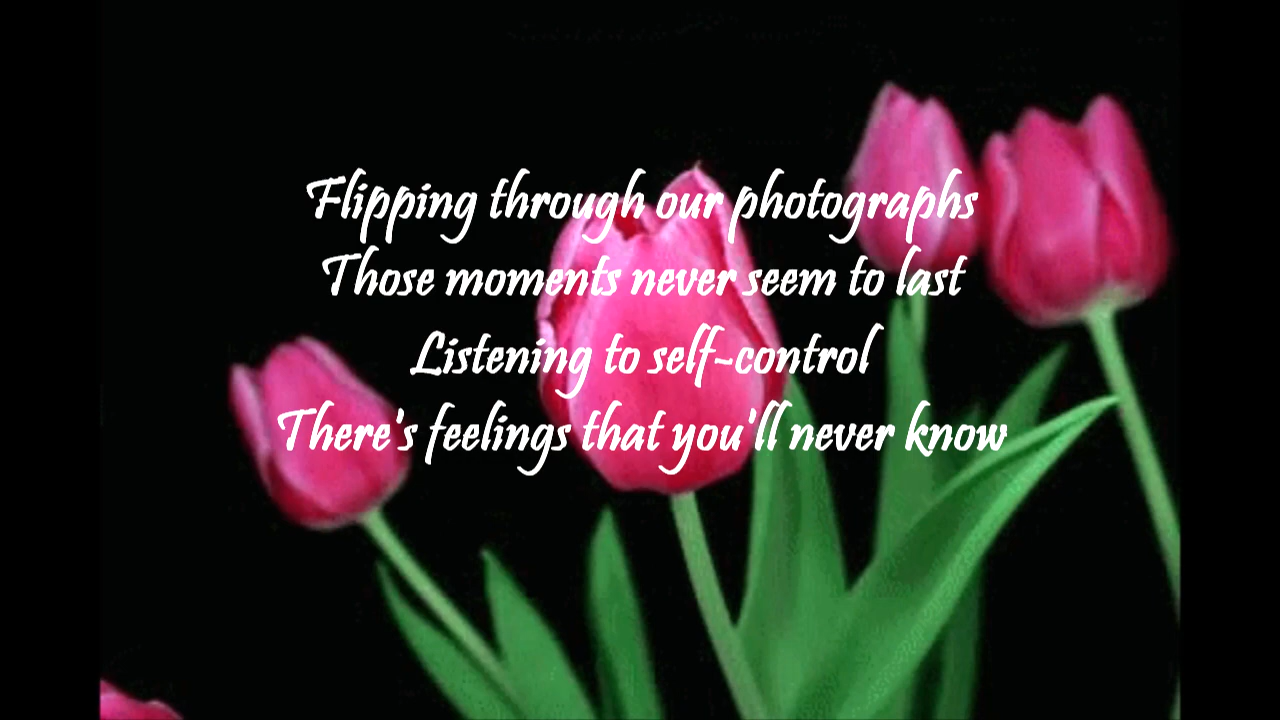 Flipping through our photographs
Those moments never seem to last
Listening to self-control
There's feelings that you'll never know